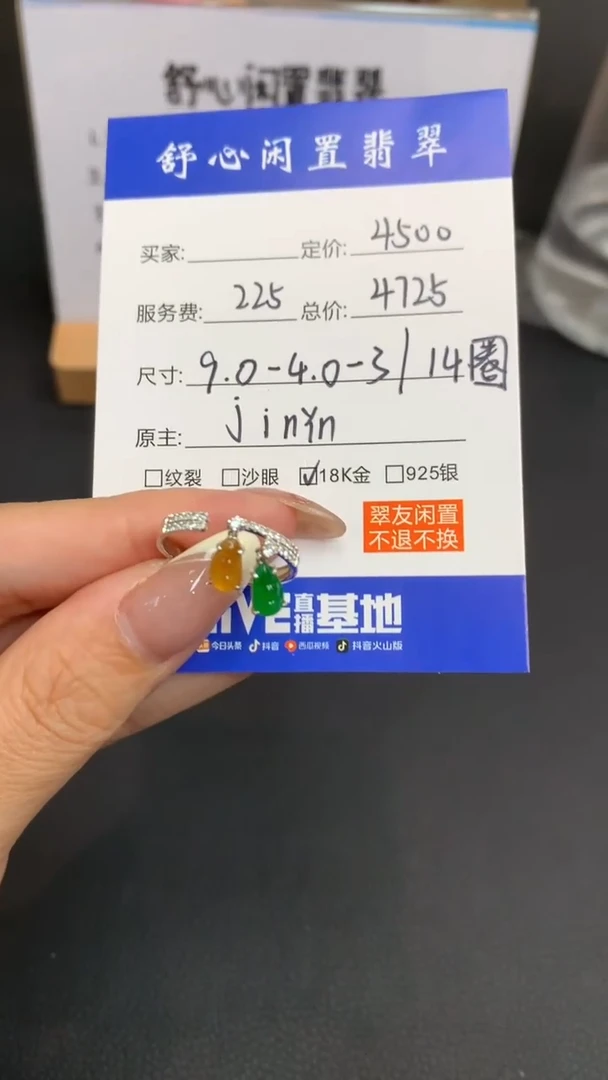 舒心闲置翡翠
舒心闲置翡翠
买家: 定价: 4500
服务费: 225 总价: 4725
尺寸: 9.0-4.0-3/14圈
原主: jinYn
☐纹裂 ☐沙眼 ☑18K金 ☐925银
翠友闲置
不退不换
直播基地
今日头条 抖音 西瓜视频 抖音火山版